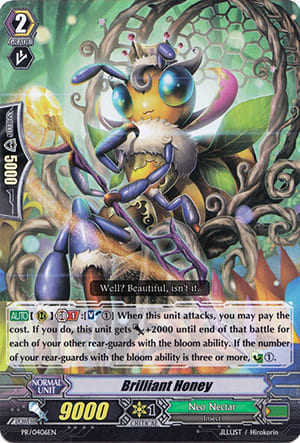 2
GRADE
SHIELD
5000
Well? Beautiful, isn't it.
AUTO [1] :[V ①] When this unit attacks, you may pay the
cost. If you do, this unit gets +2000 until end of that battle for
each of your other rear-guards with the bloom ability. If the number
of your rear-guards with the bloom ability is three or more, ①.
NORMAL
UNIT
Brilliant Honey
POWER
9000
1
CRITICAL
Neo Nectar
Insect
PR/0406EN
ILLUST / Hirokorin